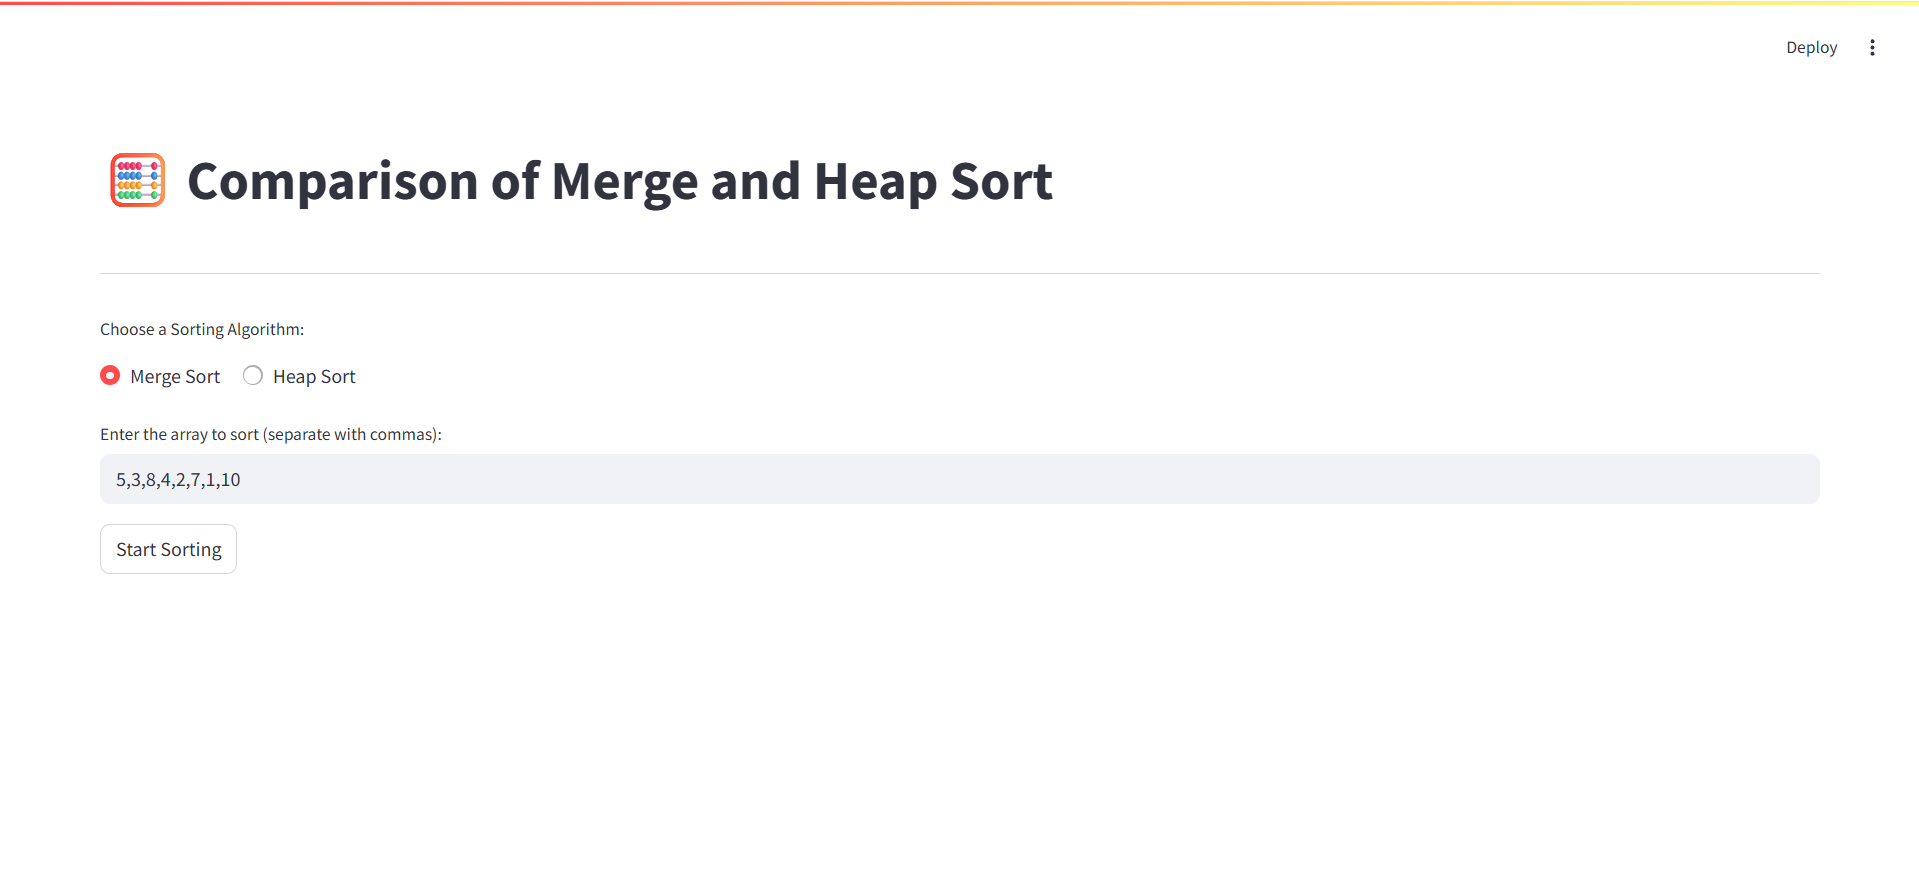 Deploy
Comparison of Merge and Heap Sort
Choose a Sorting Algorithm:
Merge Sort Heap Sort
Enter the array to sort (separate with commas):
5,3,8,4,2,7,1,10
Start Sorting